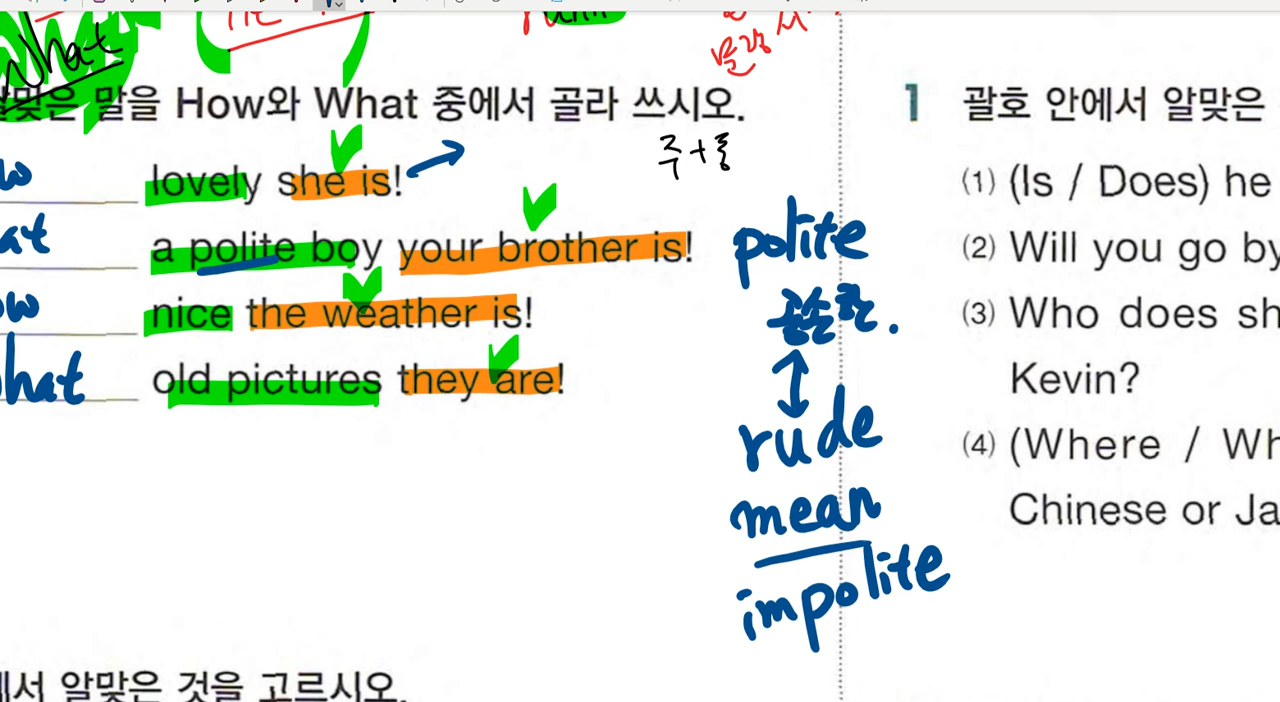 what
문장
알맞은 말을 How와 What 중에서 골라 쓰시오.
주+동
lovely she is!
at a polite boy your brother is!
ow nice the weather is!
hat old pictures they are!
polite
공손한.
rude
mean
impolite
에서 알맞은 것을 고르시오.
1 괄호 안에서 알맞은
(1) (Is / Does) he
(2) Will you go by
(3) Who does sh
Kevin?
(4) (Where / Wh
Chinese or Ja